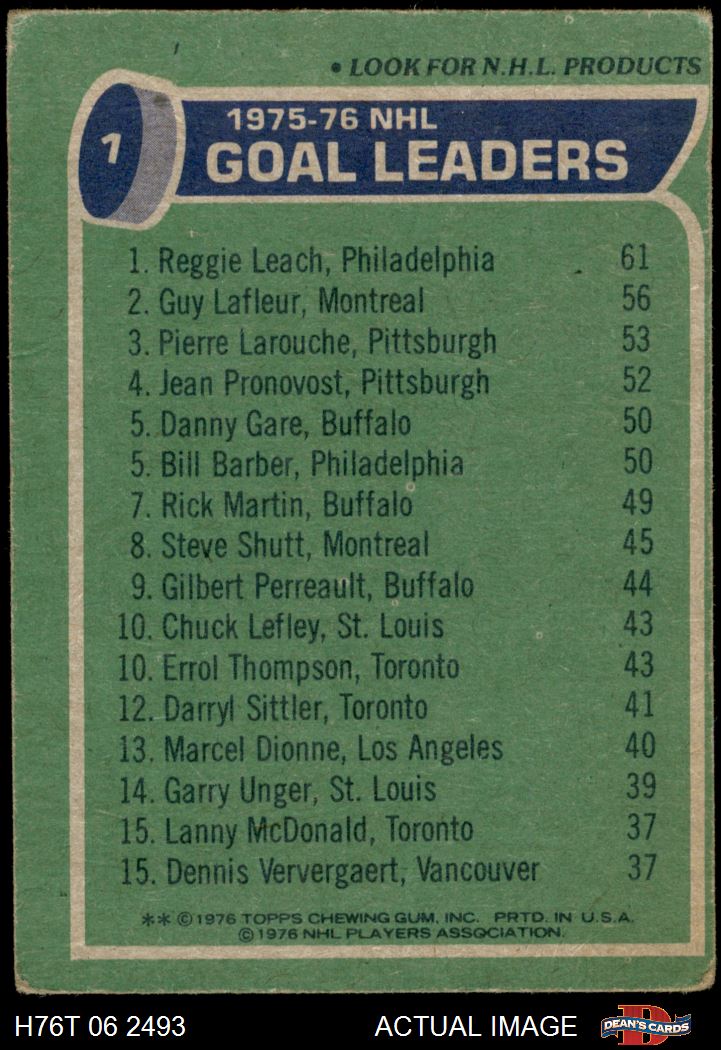 • LOOK FOR N.H.L. PRODUCTS
1
1975-76 NHL
GOAL LEADERS
1. Reggie Leach, Philadelphia 61
2. Guy Lafleur, Montreal 56
3. Pierre Larouche, Pittsburgh 53
4. Jean Pronovost, Pittsburgh 52
5. Danny Gare, Buffalo 50
5. Bill Barber, Philadelphia 50
7. Rick Martin, Buffalo 49
8. Steve Shutt, Montreal 45
9. Gilbert Perreault, Buffalo 44
10. Chuck Lefley, St. Louis 43
10. Errol Thompson, Toronto 43
12. Darryl Sittler, Toronto 41
13. Marcel Dionne, Los Angeles 40
14. Garry Unger, St. Louis 39
15. Lanny McDonald, Toronto 37
15. Dennis Ververgaert, Vancouver 37
** ©1976 TOPPS CHEWING GUM, INC. PRTD. IN U.S.A.
©1976 NHL PLAYERS ASSOCIATION.
H76T 06 2493 ACTUAL IMAGE D DEAN'S CARDS